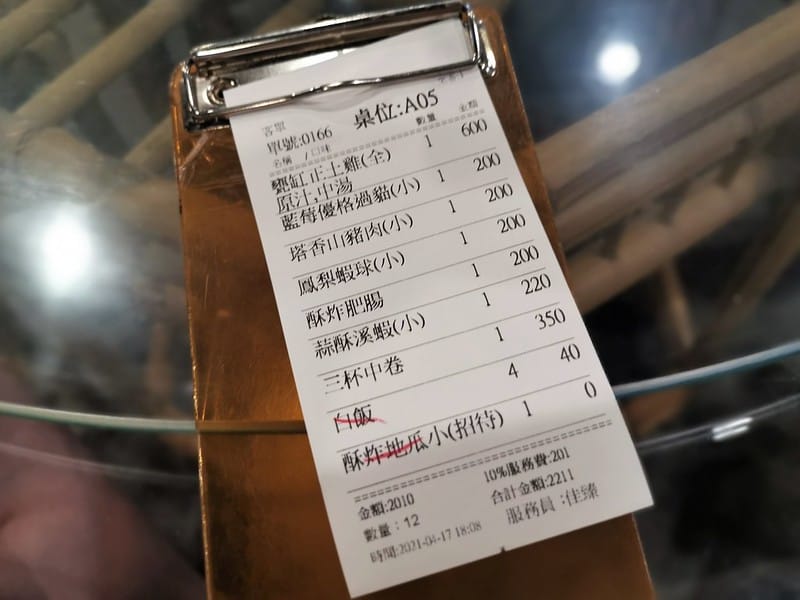 客單
單號:0166 桌位:A05
名稱 /口味 數量 金額
甕缸正土雞(全) 1 600
原汁,中湯
藍莓優格過貓(小) 1 200
塔香山豬肉(小) 1 200
鳳梨蝦球(小) 1 200
酥炸肥腸 1 200
蒜酥溪蝦(小) 1 220
三杯中卷 1 350
白飯 4 40
酥炸地瓜小(招待) 1 0
金額:2010 10%服務費:201
數量：12 合計金額:2211
時間:2021-04-17 18:08 服務員 :佳臻